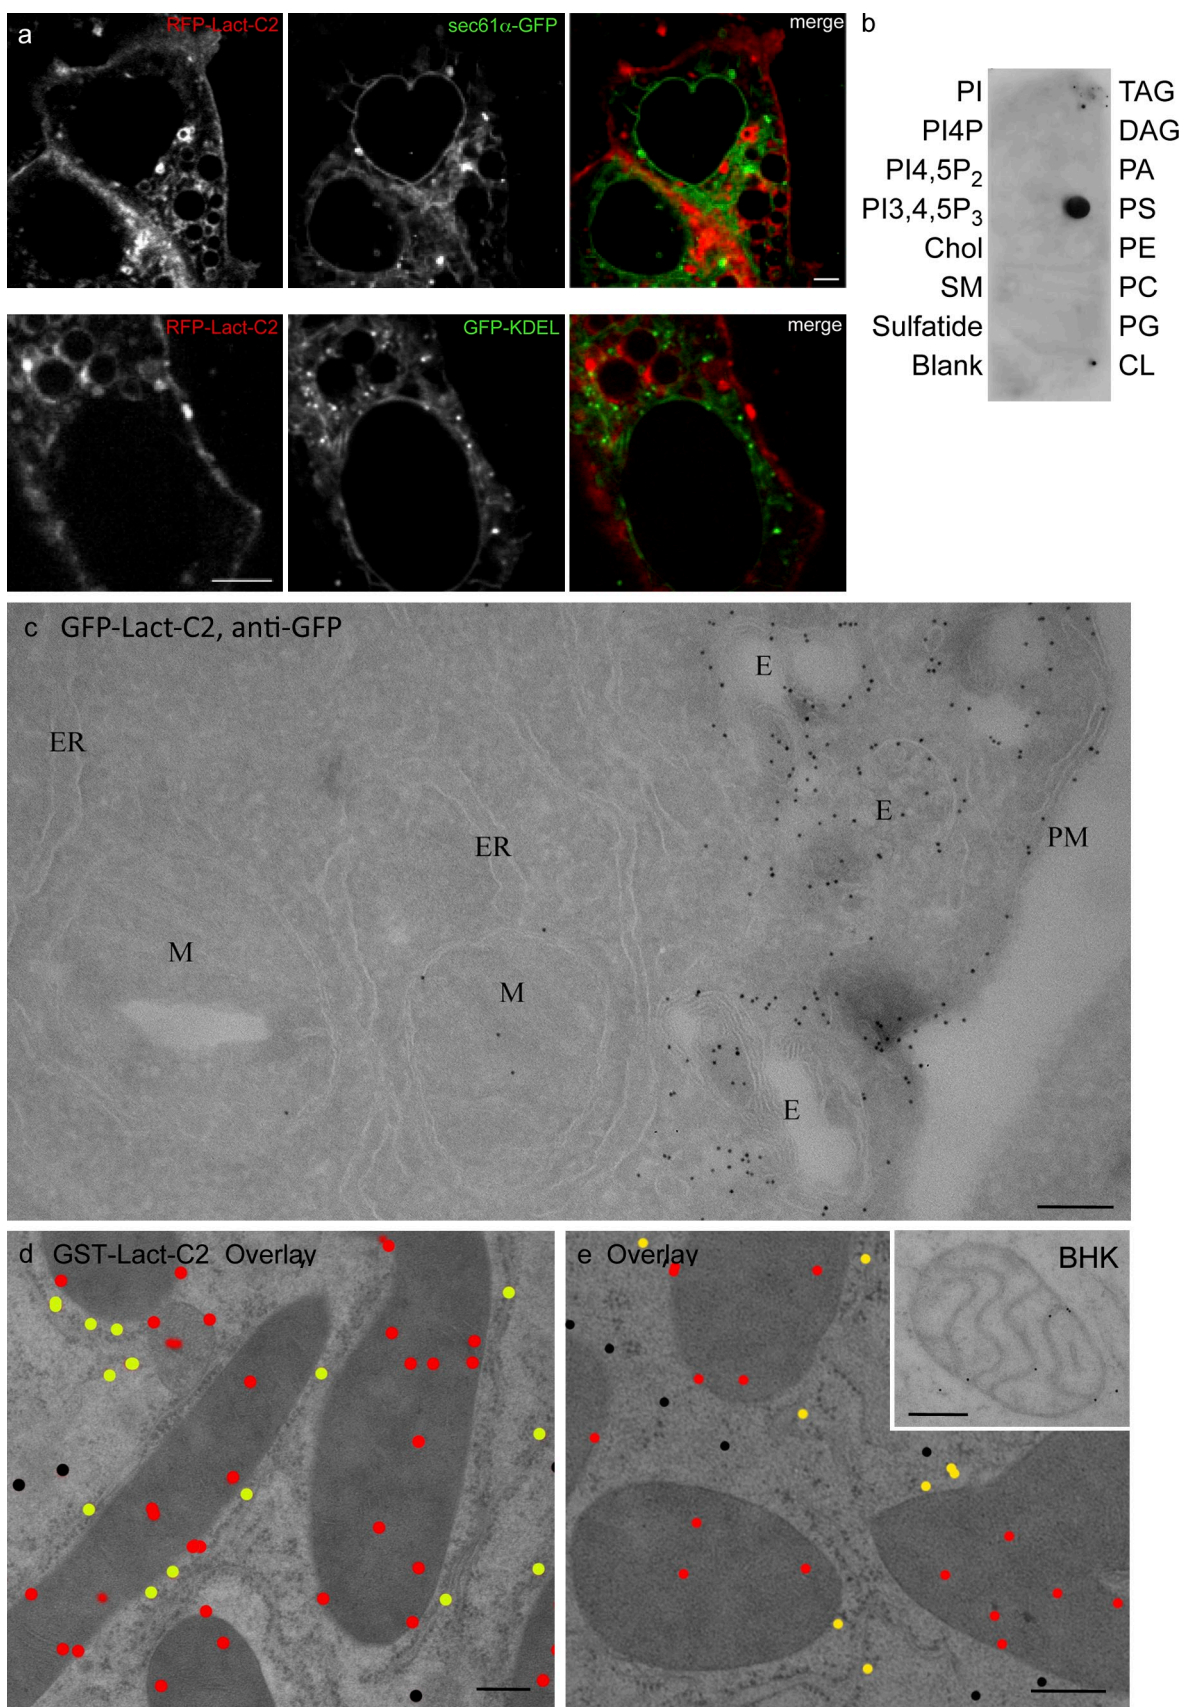 a
RFP-Lact-C2
sec61α-GFP
merge
b
PI TAG
PI4P DAG
PI4,5P2 PA
PI3,4,5P3 PS
Chol PE
SM PC
Sulfatide PG
Blank CL
RFP-Lact-C2
GFP-KDEL
merge
c GFP-Lact-C2, anti-GFP
E
ER
E
PM
ER
M
M
E
d GST-Lact-C2 Overlay
e Overlay
BHK